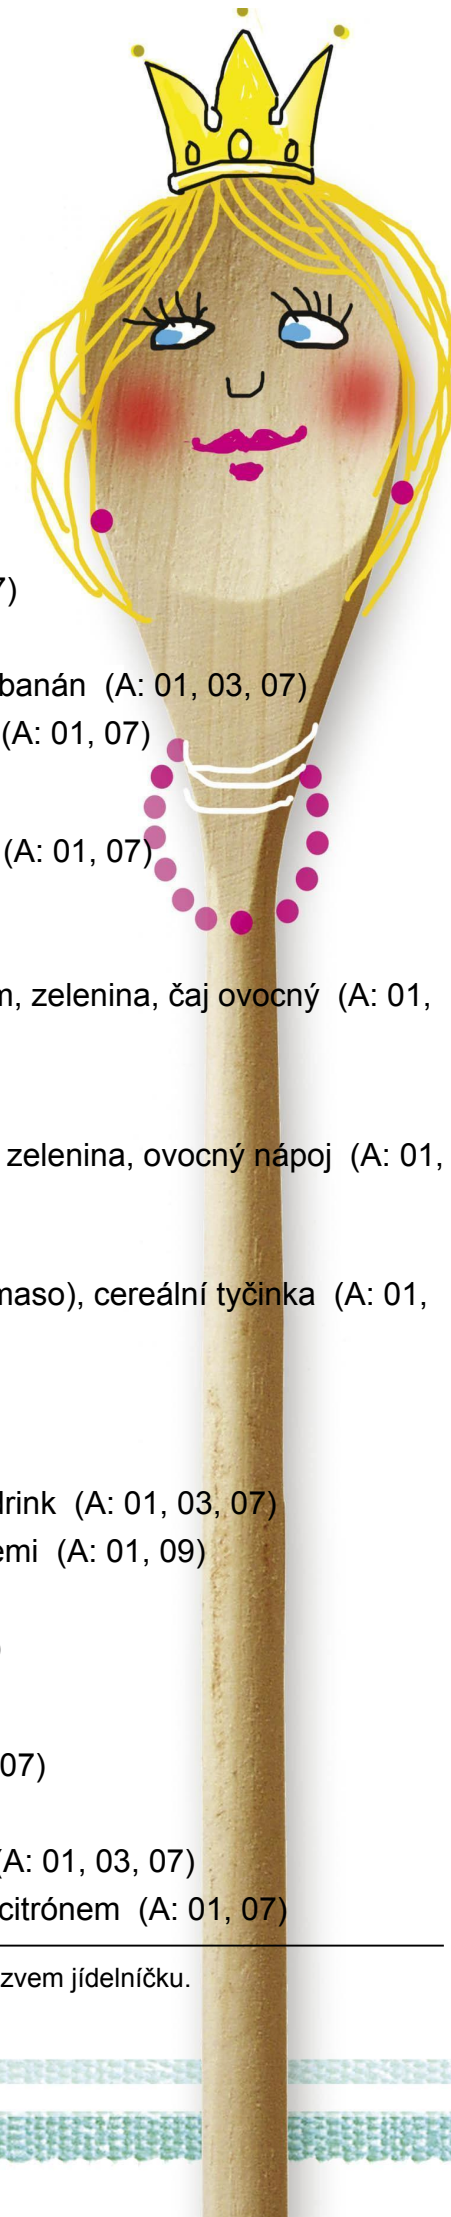 7)
banán (A: 01, 03, 07)
(A: 01, 07)
(A: 01, 07)
m, zelenina, čaj ovocný (A: 01,
zelenina, ovocný nápoj (A: 01,
maso), cereální tyčinka (A: 01,
drink (A: 01, 03, 07)
emi (A: 01, 09)
)
07)
(A: 01, 03, 07)
citrónem (A: 01, 07)
zvem jídelníčku.